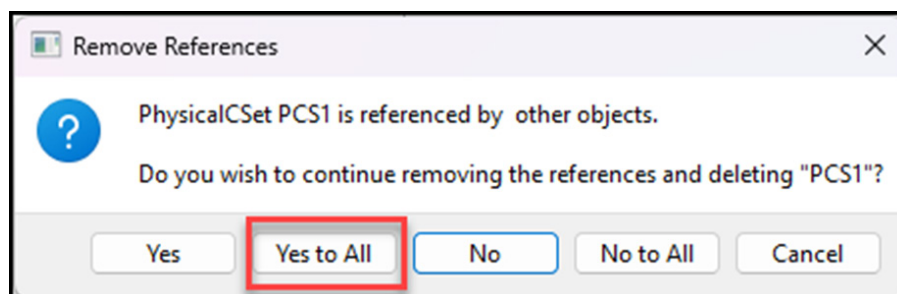 Remove References
PhysicalCSet PCS1 is referenced by  other objects.
Do you wish to continue removing the references and deleting "PCS1"?
Yes
Yes to All
No
No to All
Cancel